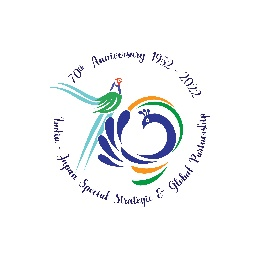 70th Anniversary 1952 - 2022
India - Japan Special Strategic & Global Partnership